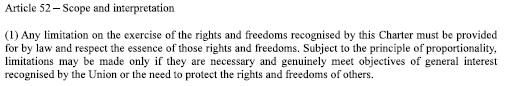 Article 52 – Scope and interpretation
(1) Any limitation on the exercise of the rights and freedoms recognised by this Charter must be provided
for by law and respect the essence of those rights and freedoms. Subject to the principle of proportionality,
limitations may be made only if they are necessary and genuinely meet objectives of general interest
recognised by the Union or the need to protect the rights and freedoms of others.